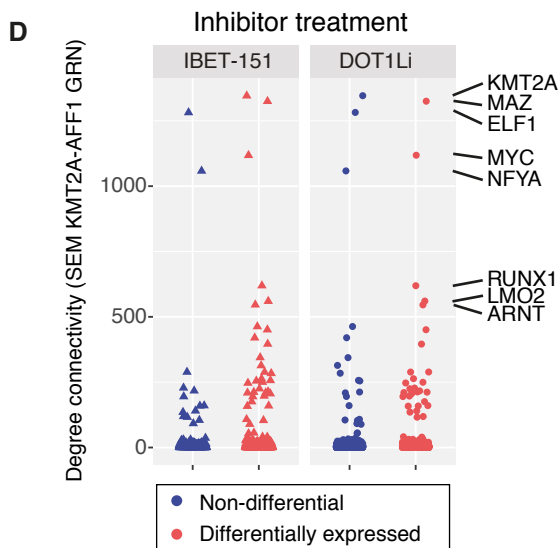 D
Inhibitor treatment
IBET-151
DOT1Li
Degree connectivity (SEM KMT2A-AFF1 GRN)
1000
500
0
KMT2A
MAZ
ELF1
MYC
NFYA
RUNX1
LMO2
ARNT
Non-differential
Differentially expressed